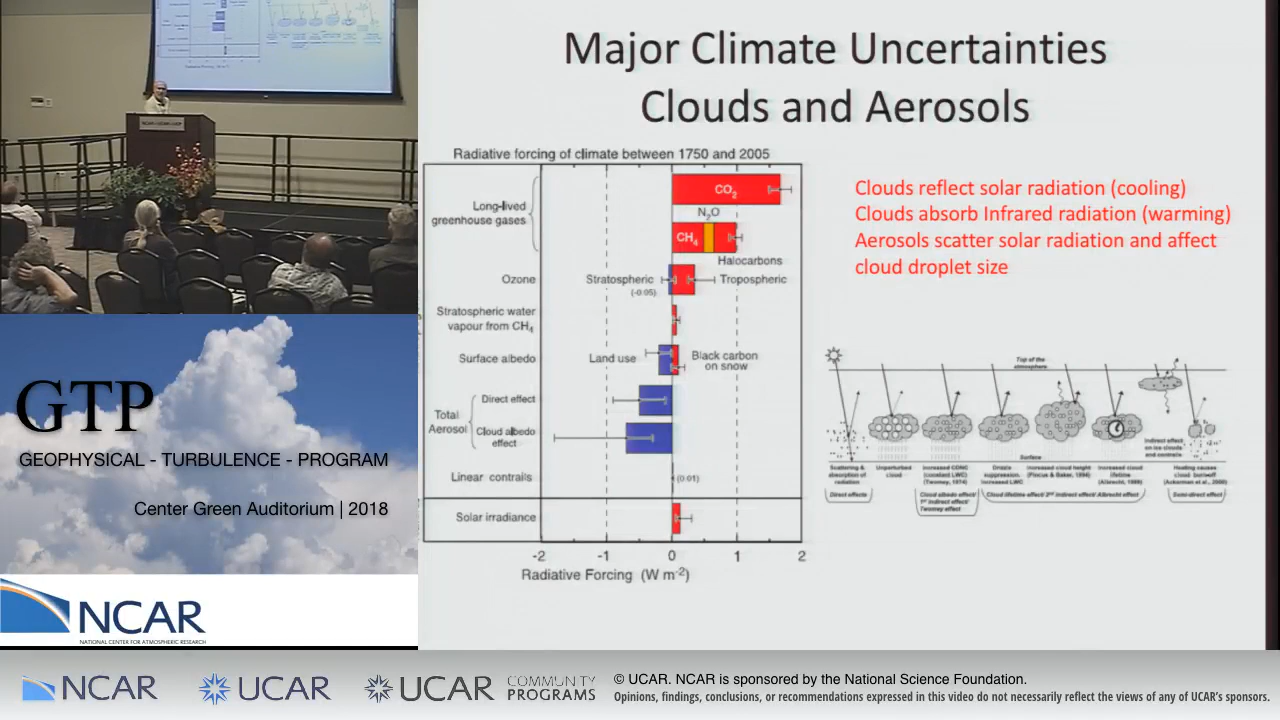 Major Climate Uncertainties
Clouds and Aerosols
Radiative forcing of climate between 1750 and 2005
Long-lived
greenhouse gases
CO2
N2O
CH4
Halocarbons
Ozone
Stratospheric
(-0.05)
Tropospheric
Stratospheric water
vapour from CH4
Surface albedo
Land use
Black carbon
on snow
Total
Aerosol
Direct effect
Cloud albedo
effect
Linear contrails
(0.01)
Solar irradiance
-2 -1 0 1 2
Radiative Forcing (W m-2)
Clouds reflect solar radiation (cooling)
Clouds absorb Infrared radiation (warming)
Aerosols scatter solar radiation and affect
cloud droplet size
Top of the
atmosphere
Surface
Scattering &
absorption of
radiation
Unperturbed
cloud
Increased CDNC
(constant LWC)
(Twomey, 1974)
Drizzle
suppression.
Increased LWC
Increased cloud height
(Pincus & Baker, 1994)
Increased cloud
lifetime
(Albrecht, 1989)
Indirect effect
on ice clouds
and contrails
Heating causes
cloud burnoff
(Ackerman et al., 2000)
Direct effects
Cloud albedo effect/
1st indirect effect/
Twomey effect
Cloud lifetime effect/ 2nd indirect effect/ Albrecht effect
Semi-direct effect
GTP
GEOPHYSICAL - TURBULENCE - PROGRAM
Center Green Auditorium | 2018
NCAR
NATIONAL CENTER FOR ATMOSPHERIC RESEARCH
NCAR
UCAR
UCAR
COMMUNITY
PROGRAMS
© UCAR. NCAR is sponsored by the National Science Foundation.
Opinions, findings, conclusions, or recommendations expressed in this video do not necessarily reflect the views of any of UCAR's sponsors.